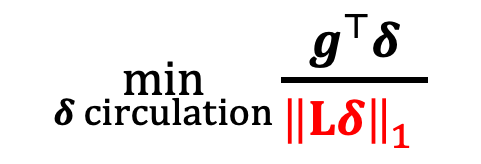 g⊤δ
min
δ circulation
‖Lδ‖₁